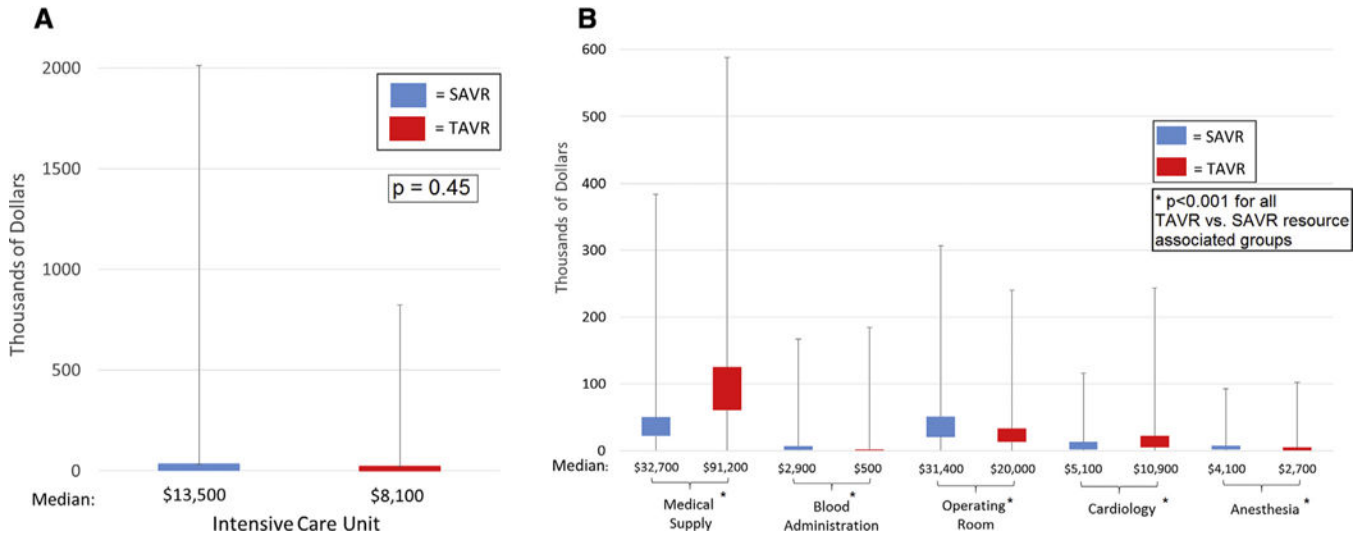 A
Thousands of Dollars
2000
1500
1000
500
0
= SAVR
= TAVR
p = 0.45
Median: $13,500 $8,100
Intensive Care Unit
B
Thousands of Dollars
600
500
400
300
200
100
0
= SAVR
= TAVR
* p<0.001 for all
TAVR vs. SAVR resource
associated groups
Median: $32,700 $91,200 $2,900 $500 $31,400 $20,000 $5,100 $10,900 $4,100 $2,700
Medical *
Supply
Blood *
Administration
Operating *
Room
Cardiology *
Anesthesia *